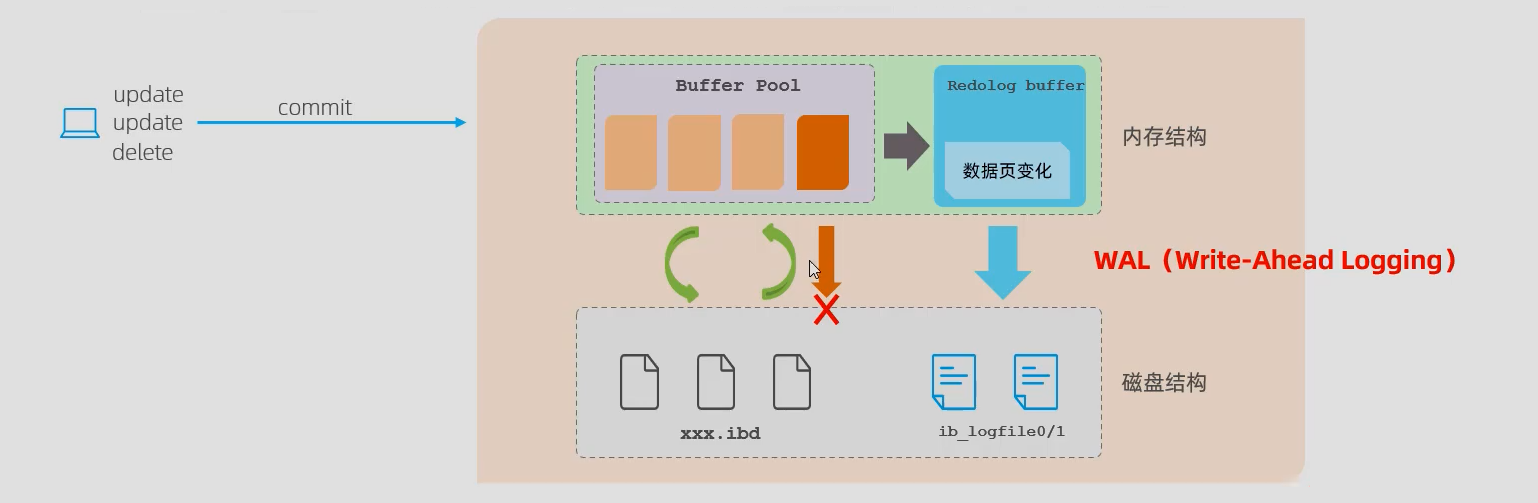 update
update
delete
commit
Buffer Pool
Redolog buffer
数据页变化
内存结构
WAL（Write-Ahead Logging）
磁盘结构
xxx.ibd
ib_logfile0/1